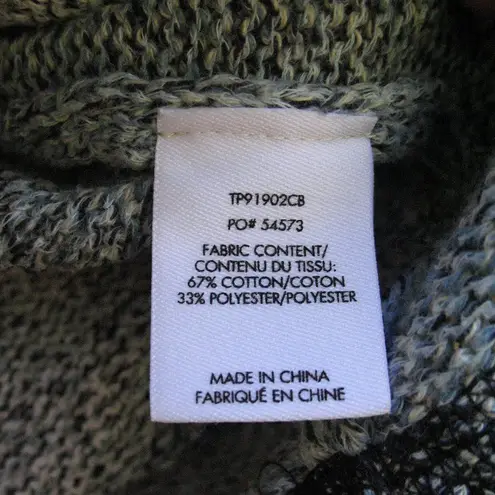 TP91902CB
PO# 54573
FABRIC CONTENT/
CONTENU DU TISSU:
67% COTTON/COTON
33% POLYESTER/POLYESTER
MADE IN CHINA
FABRIQUÉ EN CHINE